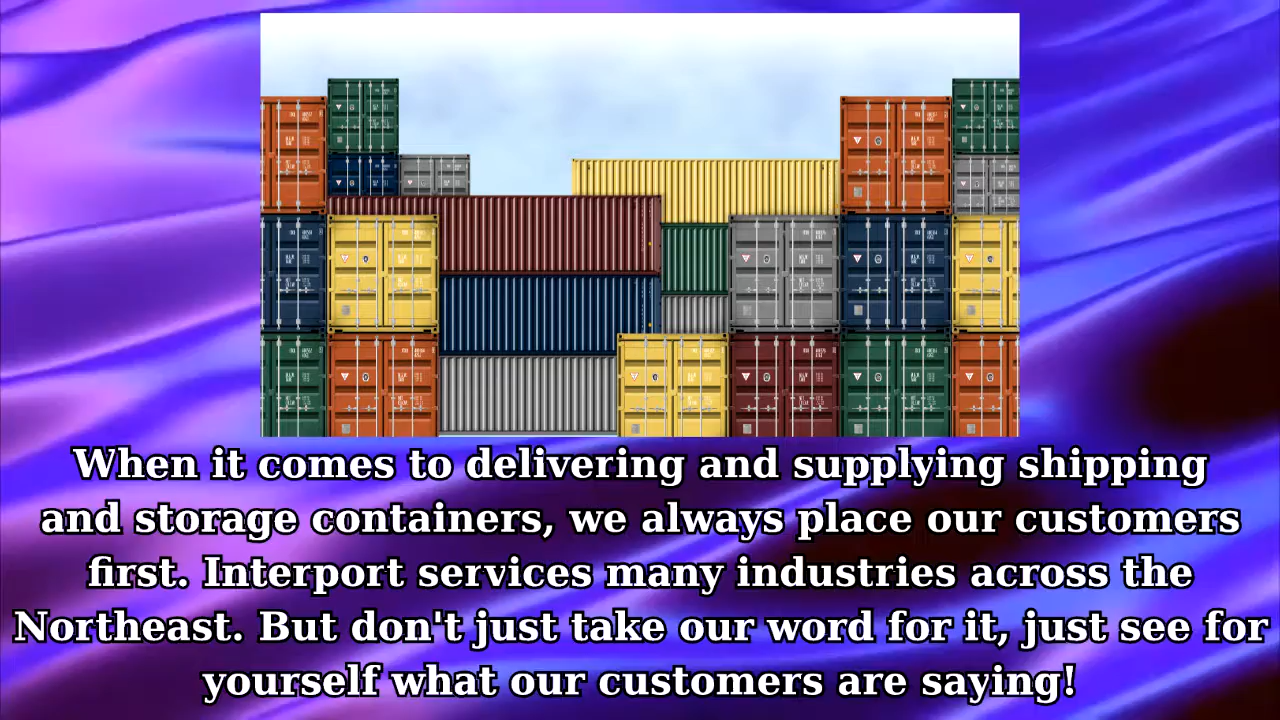 When it comes to delivering and supplying shipping
and storage containers, we always place our customers
first. Interport services many industries across the
Northeast. But don't just take our word for it, just see for
yourself what our customers are saying!